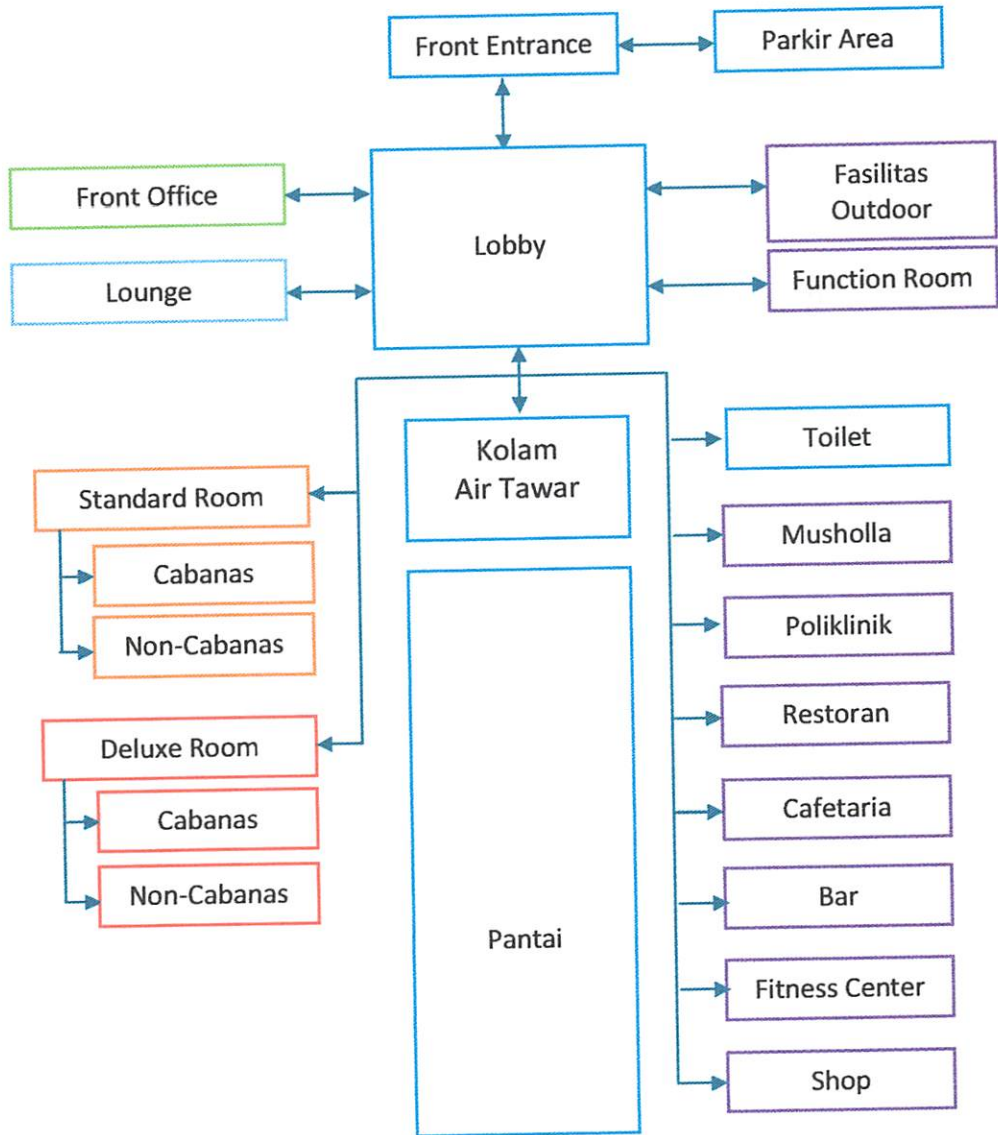 Front Entrance
Parkir Area
Front Office
Lounge
Lobby
Fasilitas
Outdoor
Function Room
Kolam
Air Tawar
Standard Room
Cabanas
Non-Cabanas
Deluxe Room
Cabanas
Non-Cabanas
Pantai
Toilet
Musholla
Poliklinik
Restoran
Cafetaria
Bar
Fitness Center
Shop